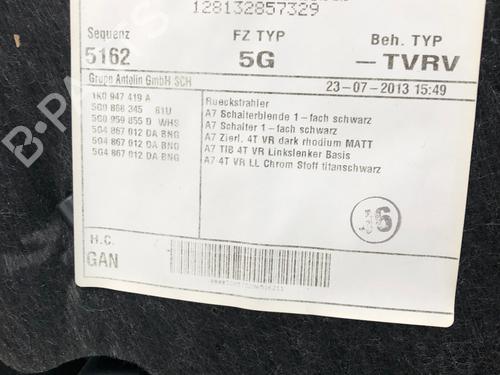 128132857329
Sequenz FZ TYP Beh. TYP
5162 5G – TVRV
Grupo Antolin GmbH SCH 23-07-2013 15:49
1K0 947 419 A Rueckstrahler
5G0 868 345 81U A7 Schalterblende 1-fach schwarz
5G0 959 855 D WHS A7 Schalter 1-fach schwarz
5G4 867 012 DA BNG A7 Zierl. 4T VR dark rhodium MATT
5G4 867 012 DA BNG A7 TIB 4T VR Linkslenker Basis
5G4 867 012 DA BNG A7 4T VR LL Chrom Stoff titanschwarz
36
H.C.
GAN
B-PARTS